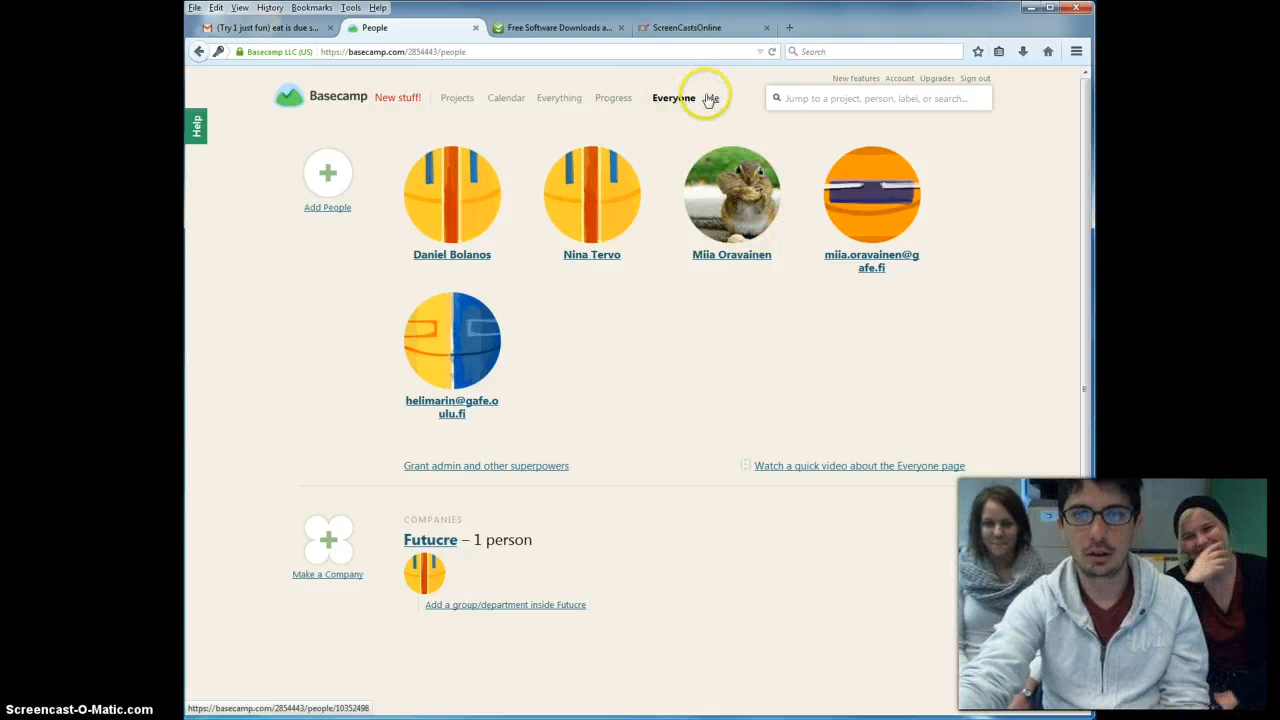 File Edit View History Bookmarks Tools Help
(Try 1 just fun) eat is due s...
People
Free Software Downloads a...
ScreenCastsOnline
Basecamp LLC (US)
https://basecamp.com/2854443/people
Search
New features Account Upgrades Sign out
Basecamp New stuff! Projects Calendar Everything Progress Everyone Me
Jump to a project, person, label, or search...
Help
Add People
Daniel Bolanos
Nina Tervo
Miia Oravainen
miia.oravainen@g
afe.fi
helimarin@gafe.o
ulu.fi
Grant admin and other superpowers
Watch a quick video about the Everyone page
COMPANIES
Futucre – 1 person
Make a Company
Add a group/department inside Futucre
https://basecamp.com/2854443/people/10352498
Screencast-O-Matic.com